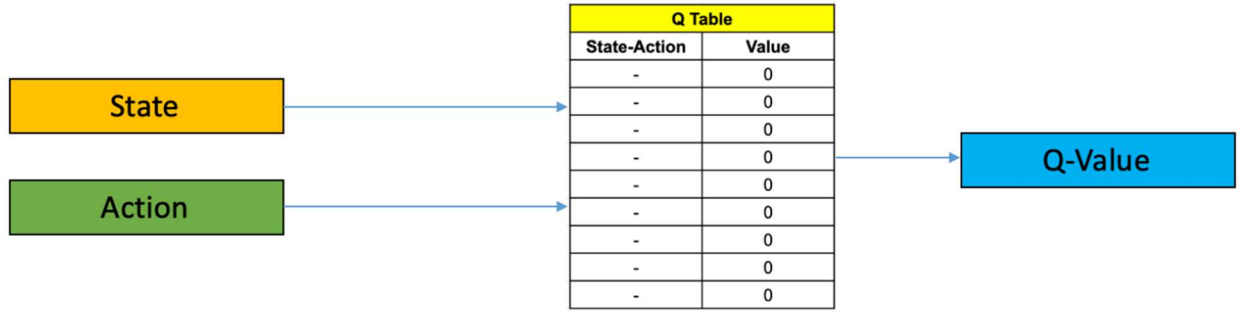 Q Table
State-Action Value
- 0
- 0
- 0
- 0
- 0
- 0
- 0
- 0
- 0
State
Action
Q-Value